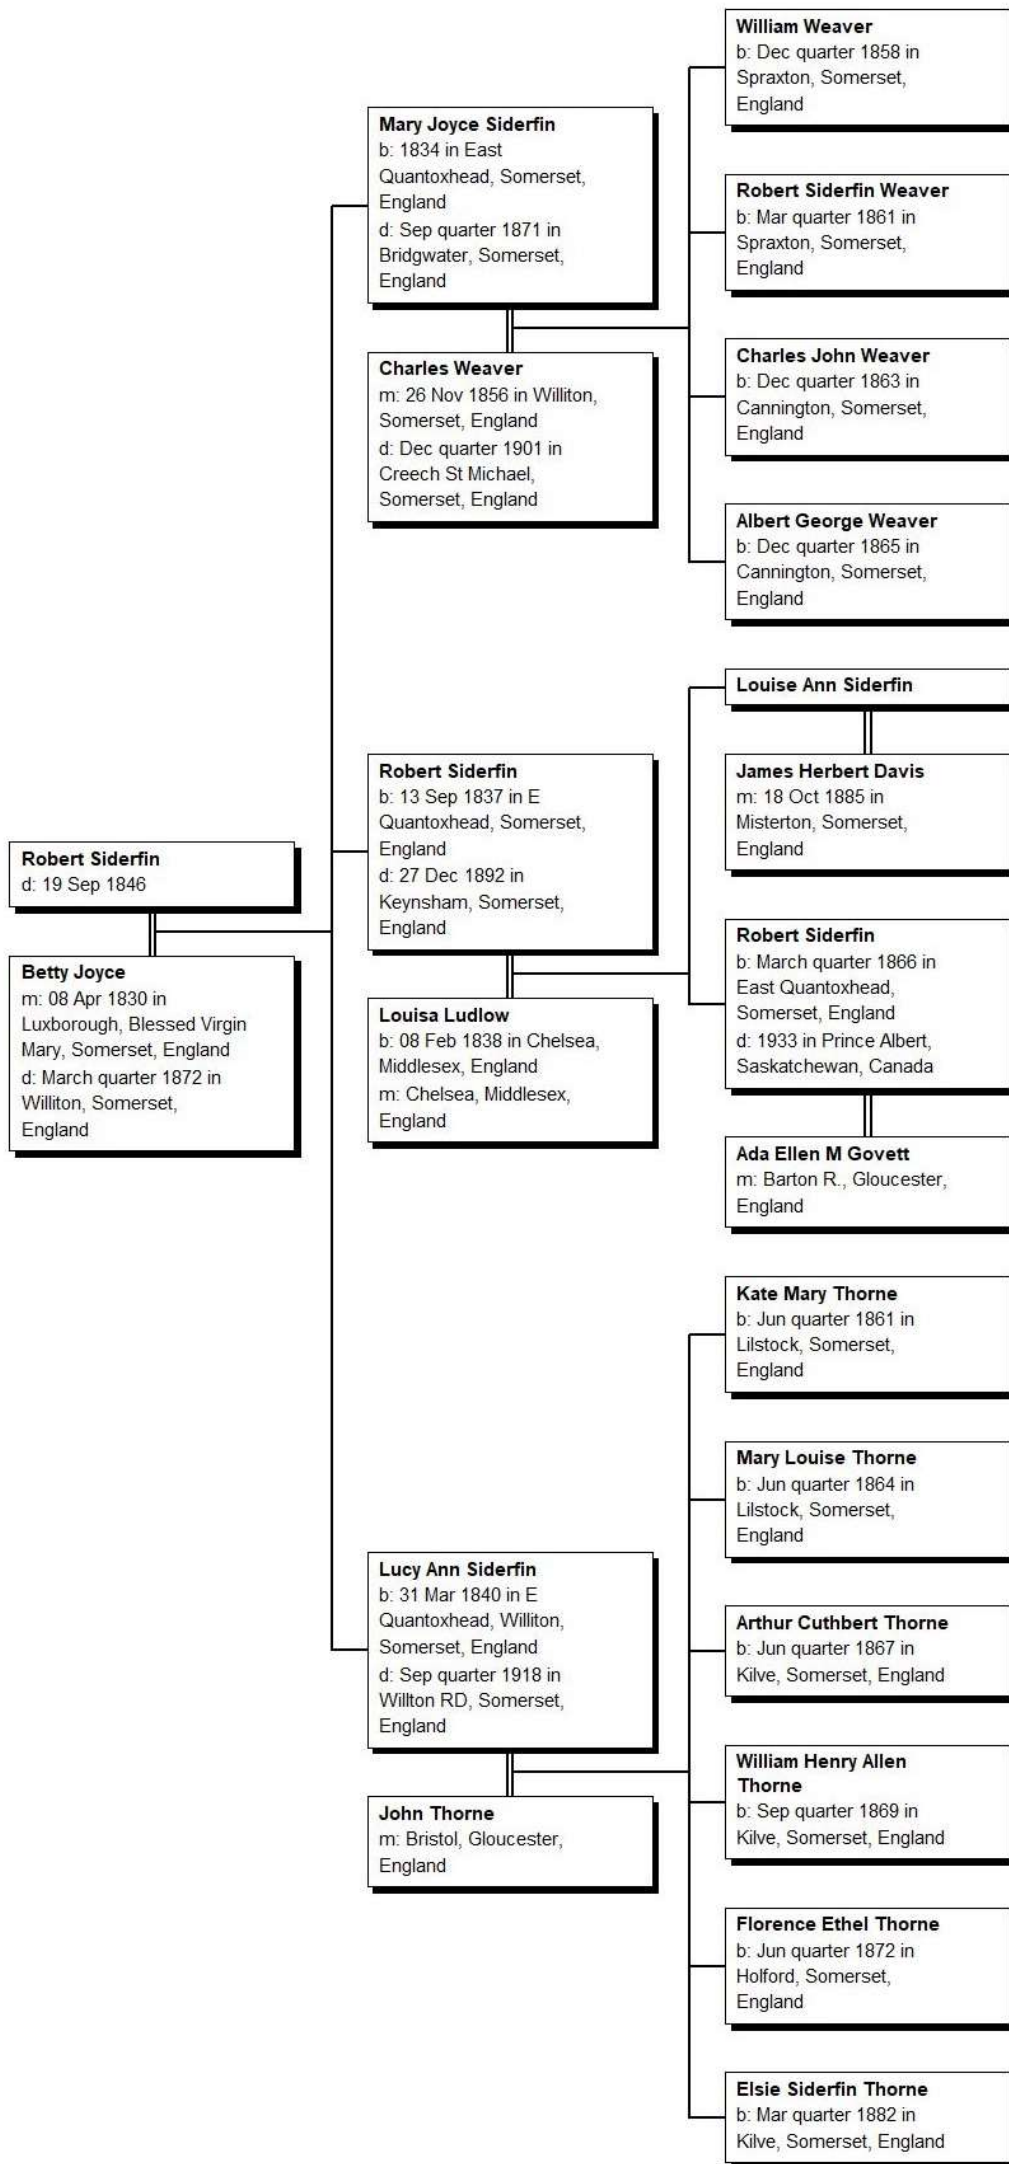 Robert Siderfin
d: 19 Sep 1846
Betty Joyce
m: 08 Apr 1830 in
Luxborough, Blessed Virgin
Mary, Somerset, England
d: March quarter 1872 in
Williton, Somerset,
England
Mary Joyce Siderfin
b: 1834 in East
Quantoxhead, Somerset,
England
d: Sep quarter 1871 in
Bridgwater, Somerset,
England
Charles Weaver
m: 26 Nov 1856 in Williton,
Somerset, England
d: Dec quarter 1901 in
Creech St Michael,
Somerset, England
Robert Siderfin
b: 13 Sep 1837 in E
Quantoxhead, Somerset,
England
d: 27 Dec 1892 in
Keynsham, Somerset,
England
Louisa Ludlow
b: 08 Feb 1838 in Chelsea,
Middlesex, England
m: Chelsea, Middlesex,
England
Lucy Ann Siderfin
b: 31 Mar 1840 in E
Quantoxhead, Williton,
Somerset, England
d: Sep quarter 1918 in
Willton RD, Somerset,
England
John Thorne
m: Bristol, Gloucester,
England
William Weaver
b: Dec quarter 1858 in
Spraxton, Somerset,
England
Robert Siderfin Weaver
b: Mar quarter 1861 in
Spraxton, Somerset,
England
Charles John Weaver
b: Dec quarter 1863 in
Cannington, Somerset,
England
Albert George Weaver
b: Dec quarter 1865 in
Cannington, Somerset,
England
Louise Ann Siderfin
James Herbert Davis
m: 18 Oct 1885 in
Misterton, Somerset,
England
Robert Siderfin
b: March quarter 1866 in
East Quantoxhead,
Somerset, England
d: 1933 in Prince Albert,
Saskatchewan, Canada
Ada Ellen M Govett
m: Barton R., Gloucester,
England
Kate Mary Thorne
b: Jun quarter 1861 in
Lilstock, Somerset,
England
Mary Louise Thorne
b: Jun quarter 1864 in
Lilstock, Somerset,
England
Arthur Cuthbert Thorne
b: Jun quarter 1867 in
Kilve, Somerset, England
William Henry Allen
Thorne
b: Sep quarter 1869 in
Kilve, Somerset, England
Florence Ethel Thorne
b: Jun quarter 1872 in
Holford, Somerset,
England
Elsie Siderfin Thorne
b: Mar quarter 1882 in
Kilve, Somerset, England